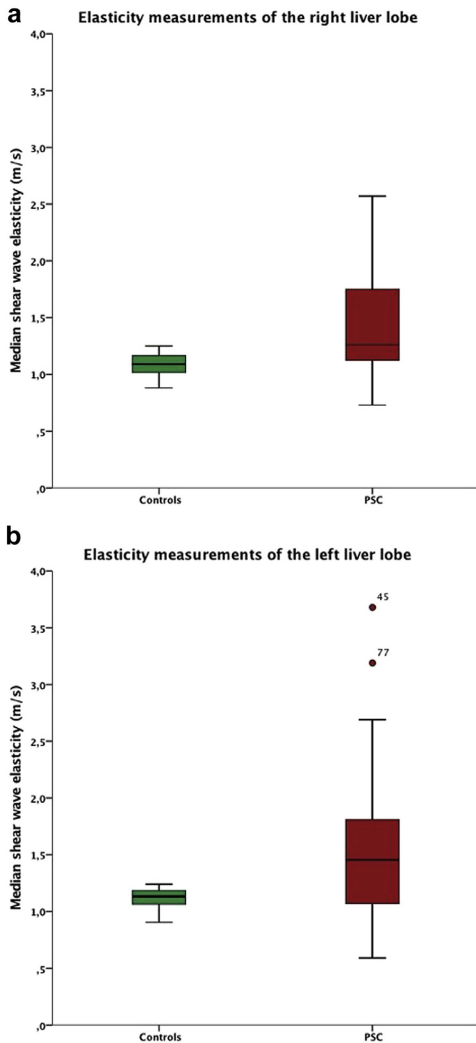 a
Elasticity measurements of the right liver lobe
Median shear wave elasticity (m/s)
4,0
3,5
3,0
2,5
2,0
1,5
1,0
,5
,0
Controls
PSC
b
Elasticity measurements of the left liver lobe
Median shear wave elasticity (m/s)
4,0
3,5
3,0
2,5
2,0
1,5
1,0
,5
,0
45
77
Controls
PSC